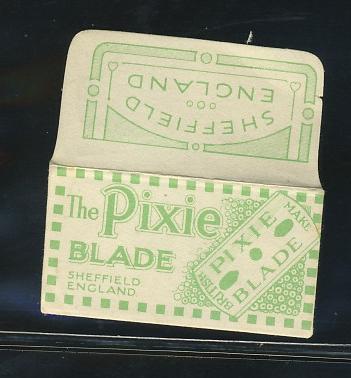 SHEFFIELD
ENGLAND
The Pixie
BLADE
SHEFFIELD
ENGLAND
BRITISH
PIXIE
BLADE
MAKE